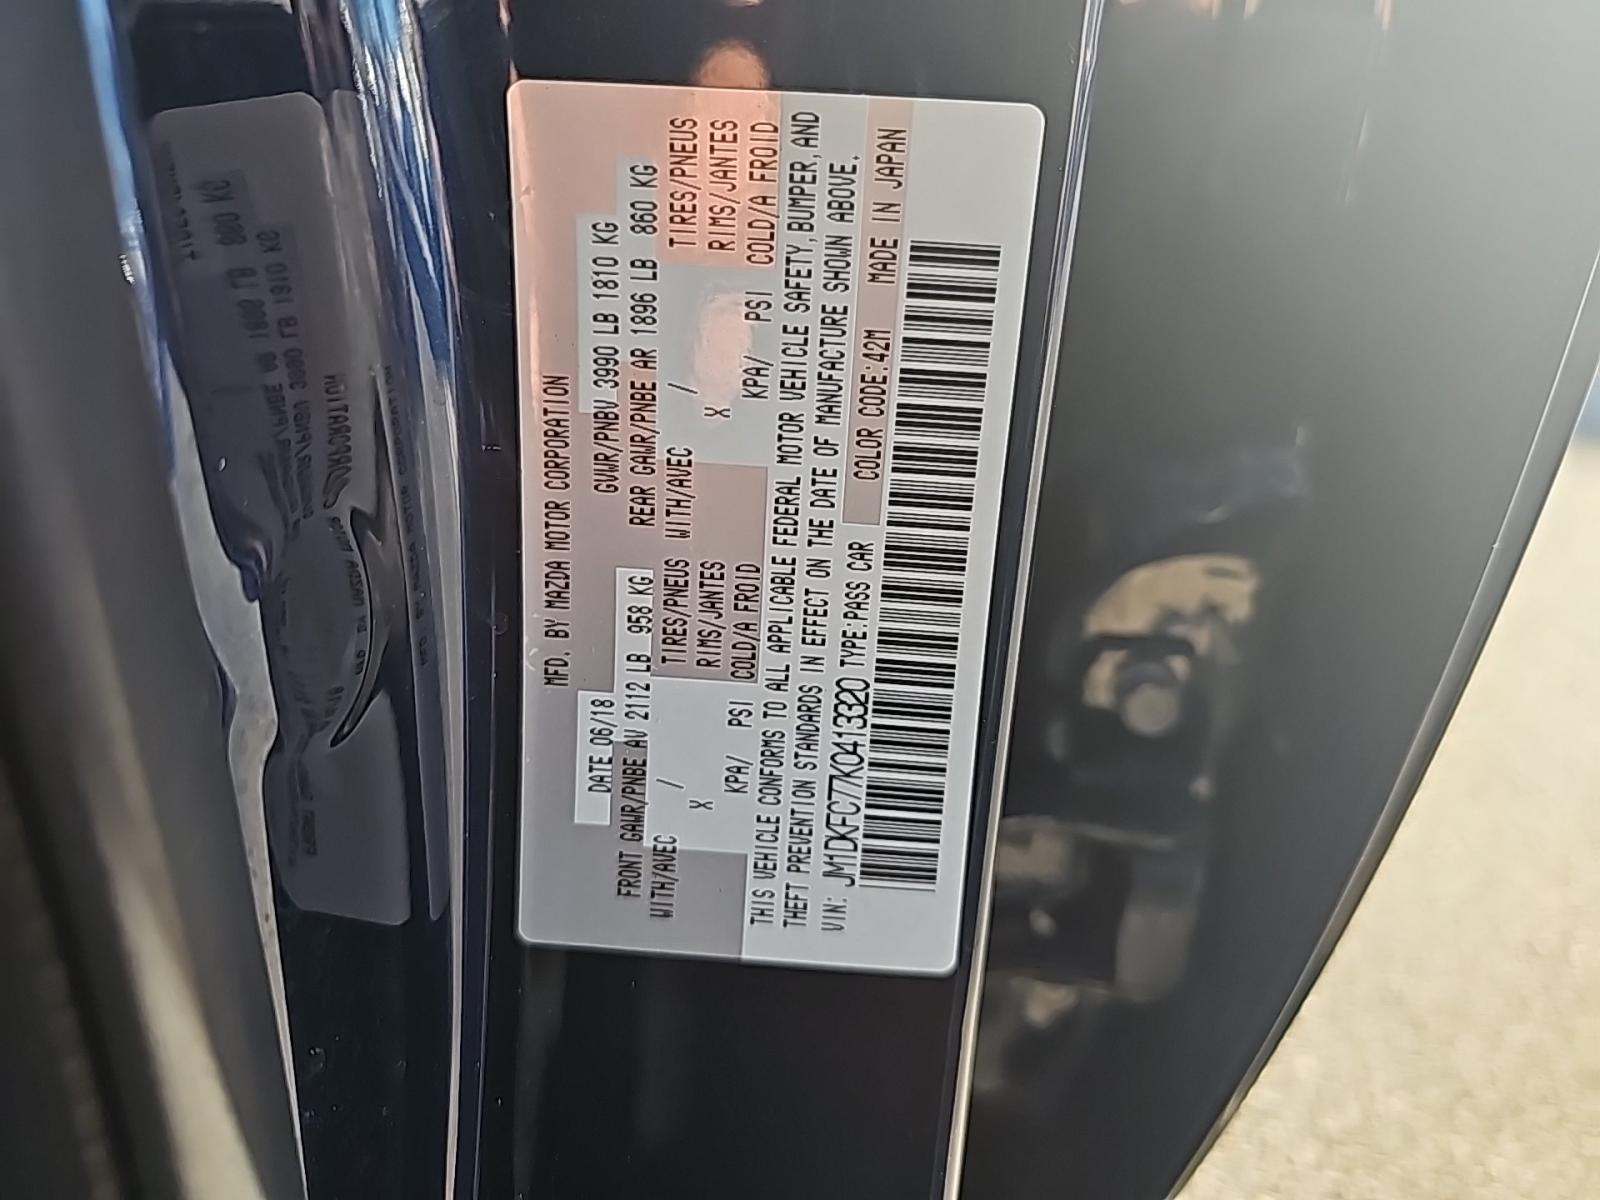 MFD. BY MAZDA MOTOR CORPORATION
DATE 06/18 GVWR/PNBV 3990 LB 1810 KG
FRONT GAWR/PNBE AV 2112 LB 958 KG REAR GAWR/PNBE AR 1896 LB 860 KG
WITH/AVEC / TIRES/PNEUS WITH/AVEC / TIRES/PNEUS
X RIMS/JANTES X RIMS/JANTES
KPA/ PSI COLD/A FROID KPA/ PSI COLD/A FROID
THIS VEHICLE CONFORMS TO ALL APPLICABLE FEDERAL MOTOR VEHICLE SAFETY, BUMPER, AND
THEFT PREVENTION STANDARDS IN EFFECT ON THE DATE OF MANUFACTURE SHOWN ABOVE.
VIN: JM1DKFC77K0413320 TYPE:PASS CAR COLOR CODE:42M MADE IN JAPAN